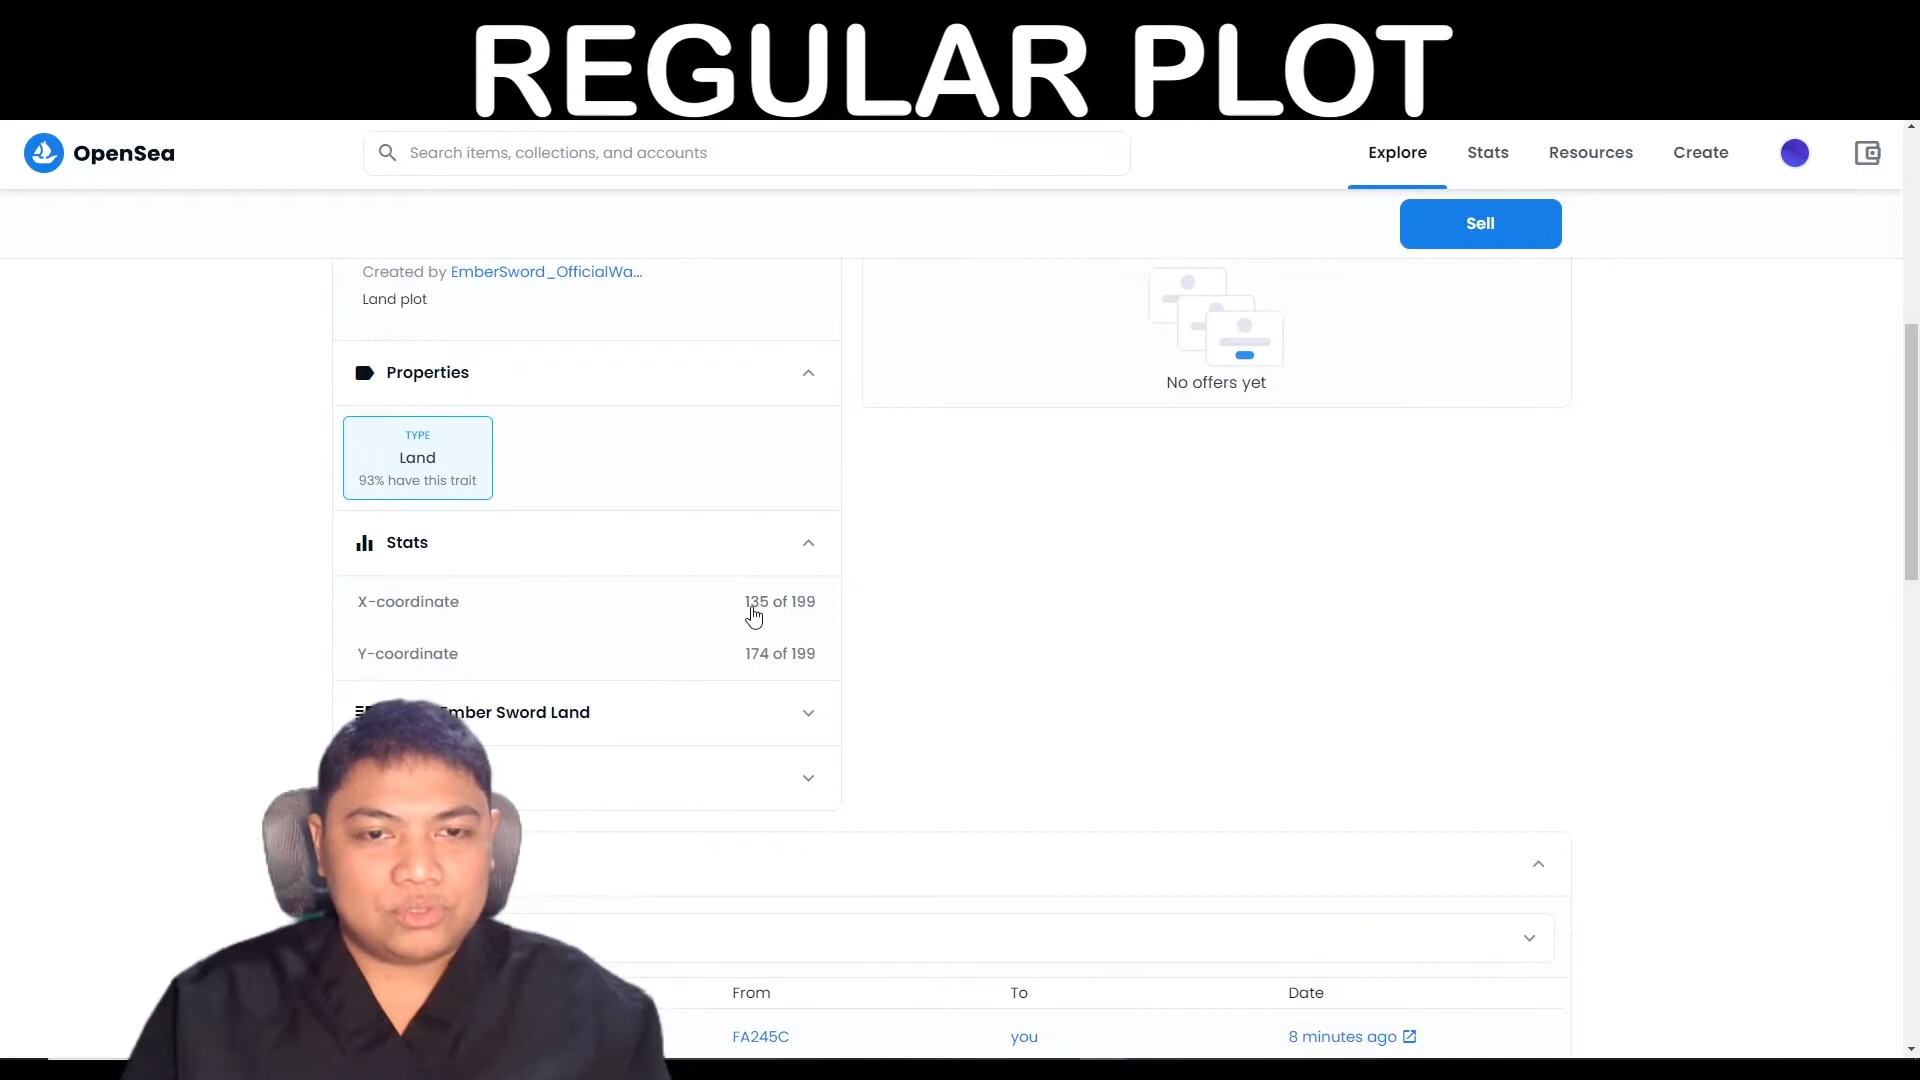 REGULAR PLOT
OpenSea
Search items, collections, and accounts
Explore
Stats
Resources
Create
Sell
Created by EmberSword_OfficialWa...
Land plot
No offers yet
Properties
TYPE
Land
93% have this trait
Stats
X-coordinate
135 of 199
Y-coordinate
174 of 199
Ember Sword Land
From
To
Date
FA245C
you
8 minutes ago